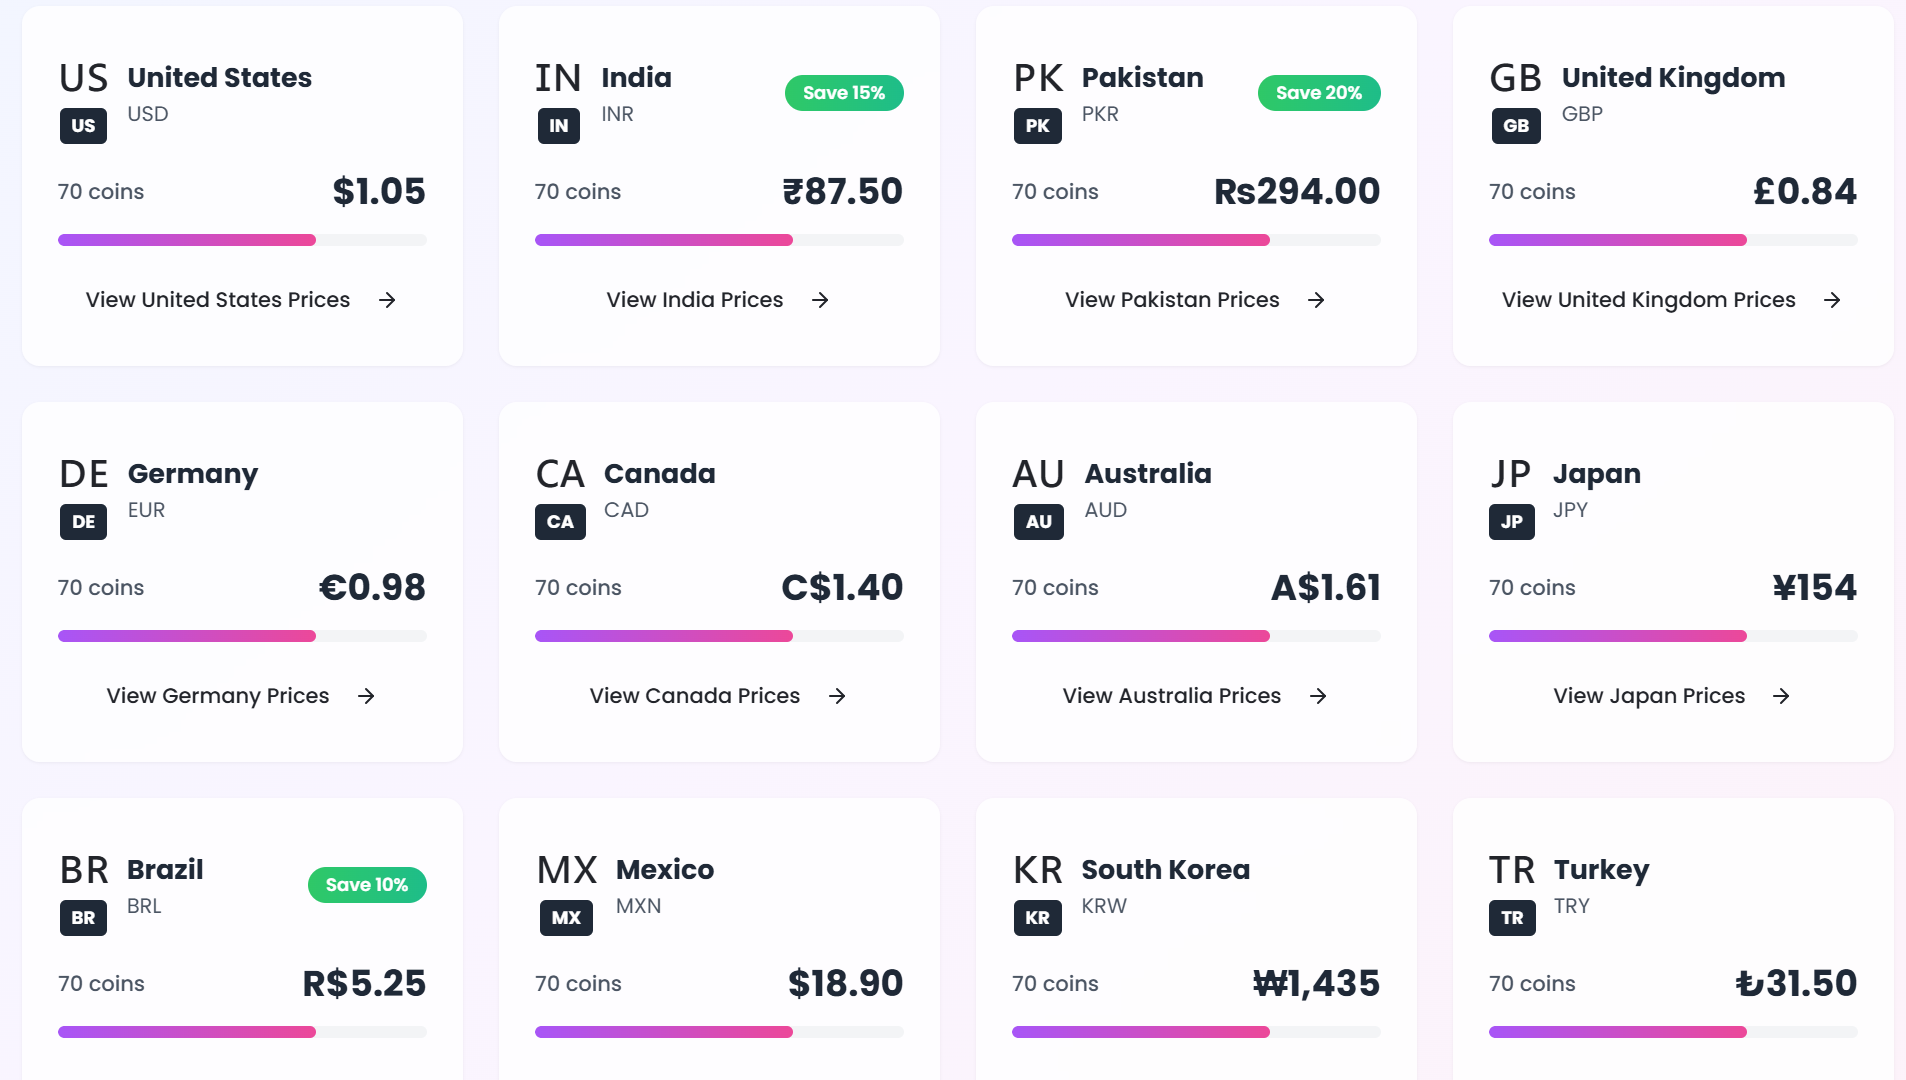 US United States
US USD
70 coins $1.05
View United States Prices →
IN India Save 15%
IN INR
70 coins ₹87.50
View India Prices →
PK Pakistan Save 20%
PK PKR
70 coins Rs294.00
View Pakistan Prices →
GB United Kingdom
GB GBP
70 coins £0.84
View United Kingdom Prices →
DE Germany
DE EUR
70 coins €0.98
View Germany Prices →
CA Canada
CA CAD
70 coins C$1.40
View Canada Prices →
AU Australia
AU AUD
70 coins A$1.61
View Australia Prices →
JP Japan
JP JPY
70 coins ¥154
View Japan Prices →
BR Brazil Save 10%
BR BRL
70 coins R$5.25
MX Mexico
MX MXN
70 coins $18.90
KR South Korea
KR KRW
70 coins ₩1,435
TR Turkey
TR TRY
70 coins ₺31.50